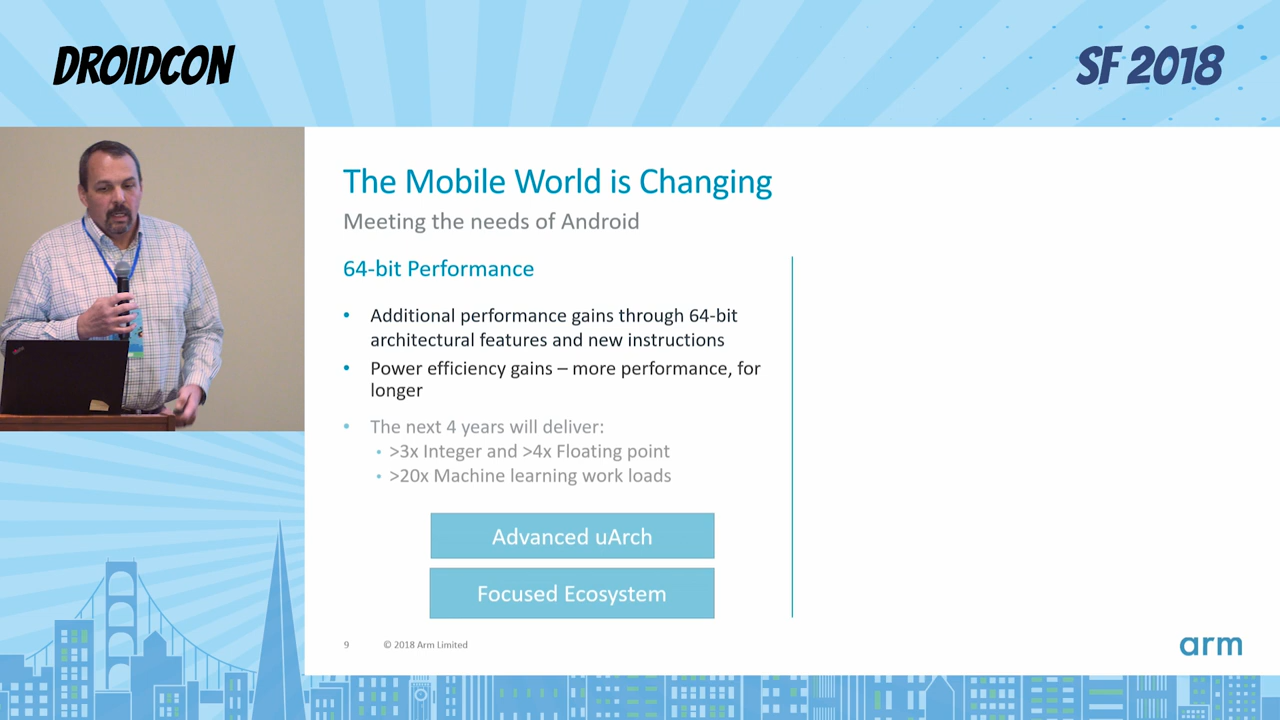 DROIDCON
SF 2018
The Mobile World is Changing
Meeting the needs of Android
64-bit Performance
• Additional performance gains through 64-bit
architectural features and new instructions
• Power efficiency gains – more performance, for
longer
• The next 4 years will deliver:
• >3x Integer and >4x Floating point
• >20x Machine learning work loads
Advanced uArch
Focused Ecosystem
9 © 2018 Arm Limited
arm